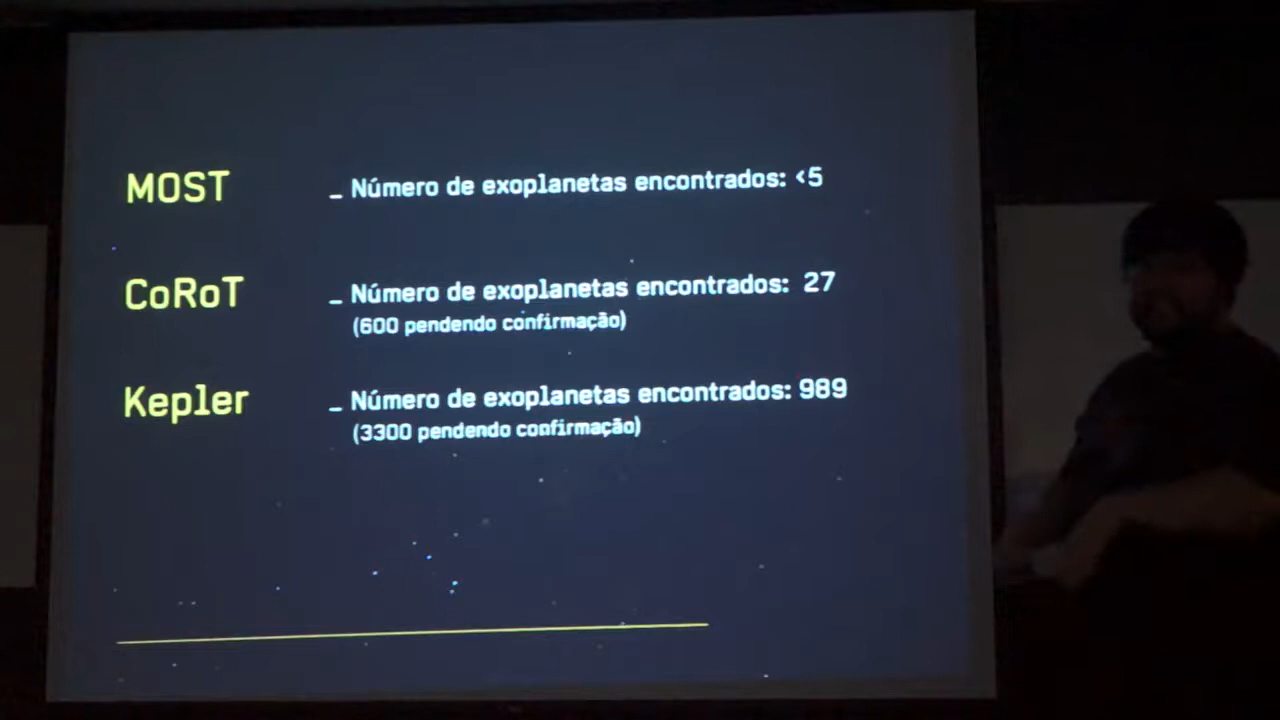 MOST _ Número de exoplanetas encontrados: <5
CoRoT _ Número de exoplanetas encontrados: 27
(600 pendendo confirmação)
Kepler _ Número de exoplanetas encontrados: 989
(3300 pendendo confirmação)